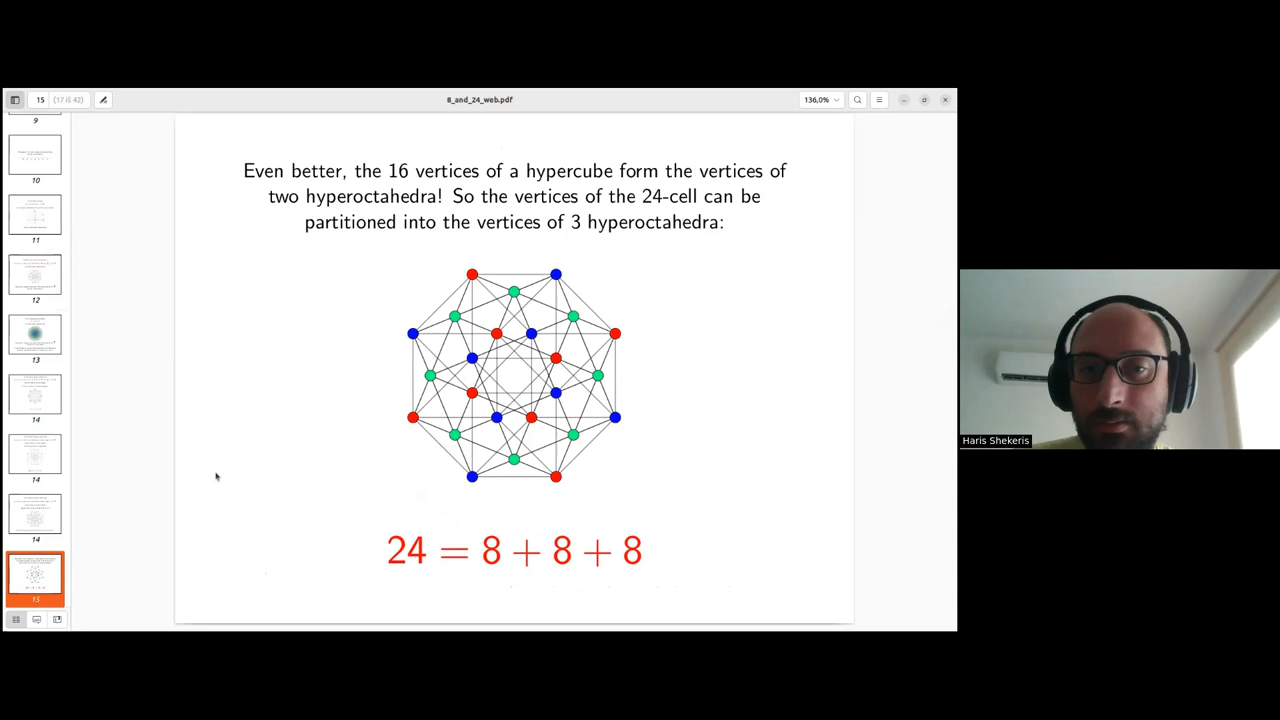 15 (17 iš 42)
8_and_24_web.pdf
136,0%
9
10
11
12
13
14
14
14
15
Even better, the 16 vertices of a hypercube form the vertices of
two hyperoctahedra! So the vertices of the 24-cell can be
partitioned into the vertices of 3 hyperoctahedra:
24 = 8 + 8 + 8
Haris Shekeris